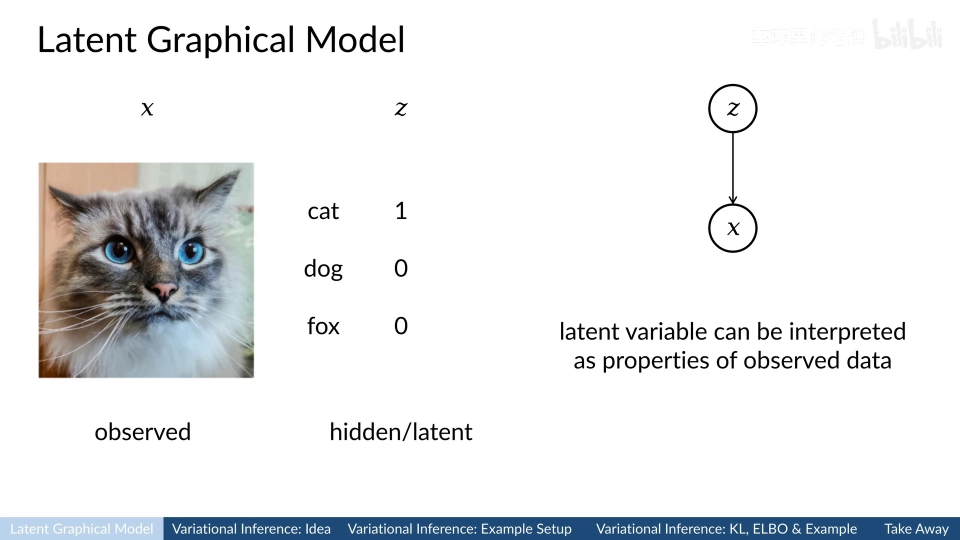 Latent Graphical Model
bilibili
x z
z
cat 1
x
dog 0
fox 0
latent variable can be interpreted
as properties of observed data
observed hidden/latent
Latent Graphical Model Variational Inference: Idea Variational Inference: Example Setup Variational Inference: KL, ELBO & Example Take Away